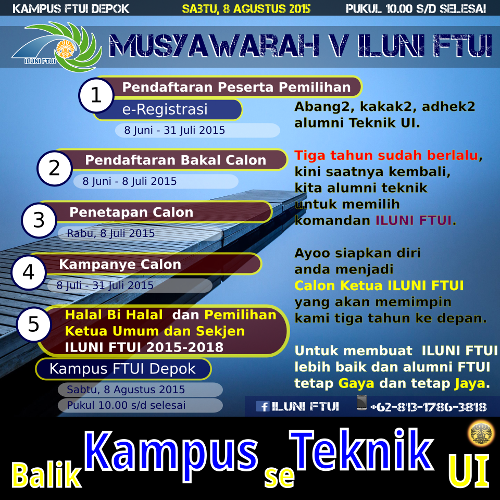 KAMPUS FTUI DEPOK
SABTU, 8 AGUSTUS 2015
PUKUL 10.00 S/D SELESAI
ILUNI FTUI
MUSYAWARAH V ILUNI FTUI
1
Pendaftaran Peserta Pemilihan
e-Registrasi
8 Juni - 31 Juli 2015
2
Pendaftaran Bakal Calon
8 Juni - 8 Juli 2015
3
Penetapan Calon
Rabu, 8 Juli 2015
4
Kampanye Calon
8 Juli - 31 Juli 2015
5
Halal Bi Halal dan Pemilihan
Ketua Umum dan Sekjen
ILUNI FTUI 2015-2018
Kampus FTUI Depok
Sabtu, 8 Agustus 2015
Pukul 10.00 s/d selesai
Abang2, kakak2, adhek2
alumni Teknik UI.
Tiga tahun sudah berlalu,
kini saatnya kembali,
kita alumni teknik
untuk memilih
komandan ILUNI FTUI.
Ayoo siapkan diri
anda menjadi
Calon Ketua ILUNI FTUI
yang akan memimpin
kami tiga tahun ke depan.
Untuk membuat ILUNI FTUI
lebih baik dan alumni FTUI
tetap Gaya dan tetap Jaya.
f ILUNI FTUI
+62-813-1786-3818
Balik Kampus se Teknik UI